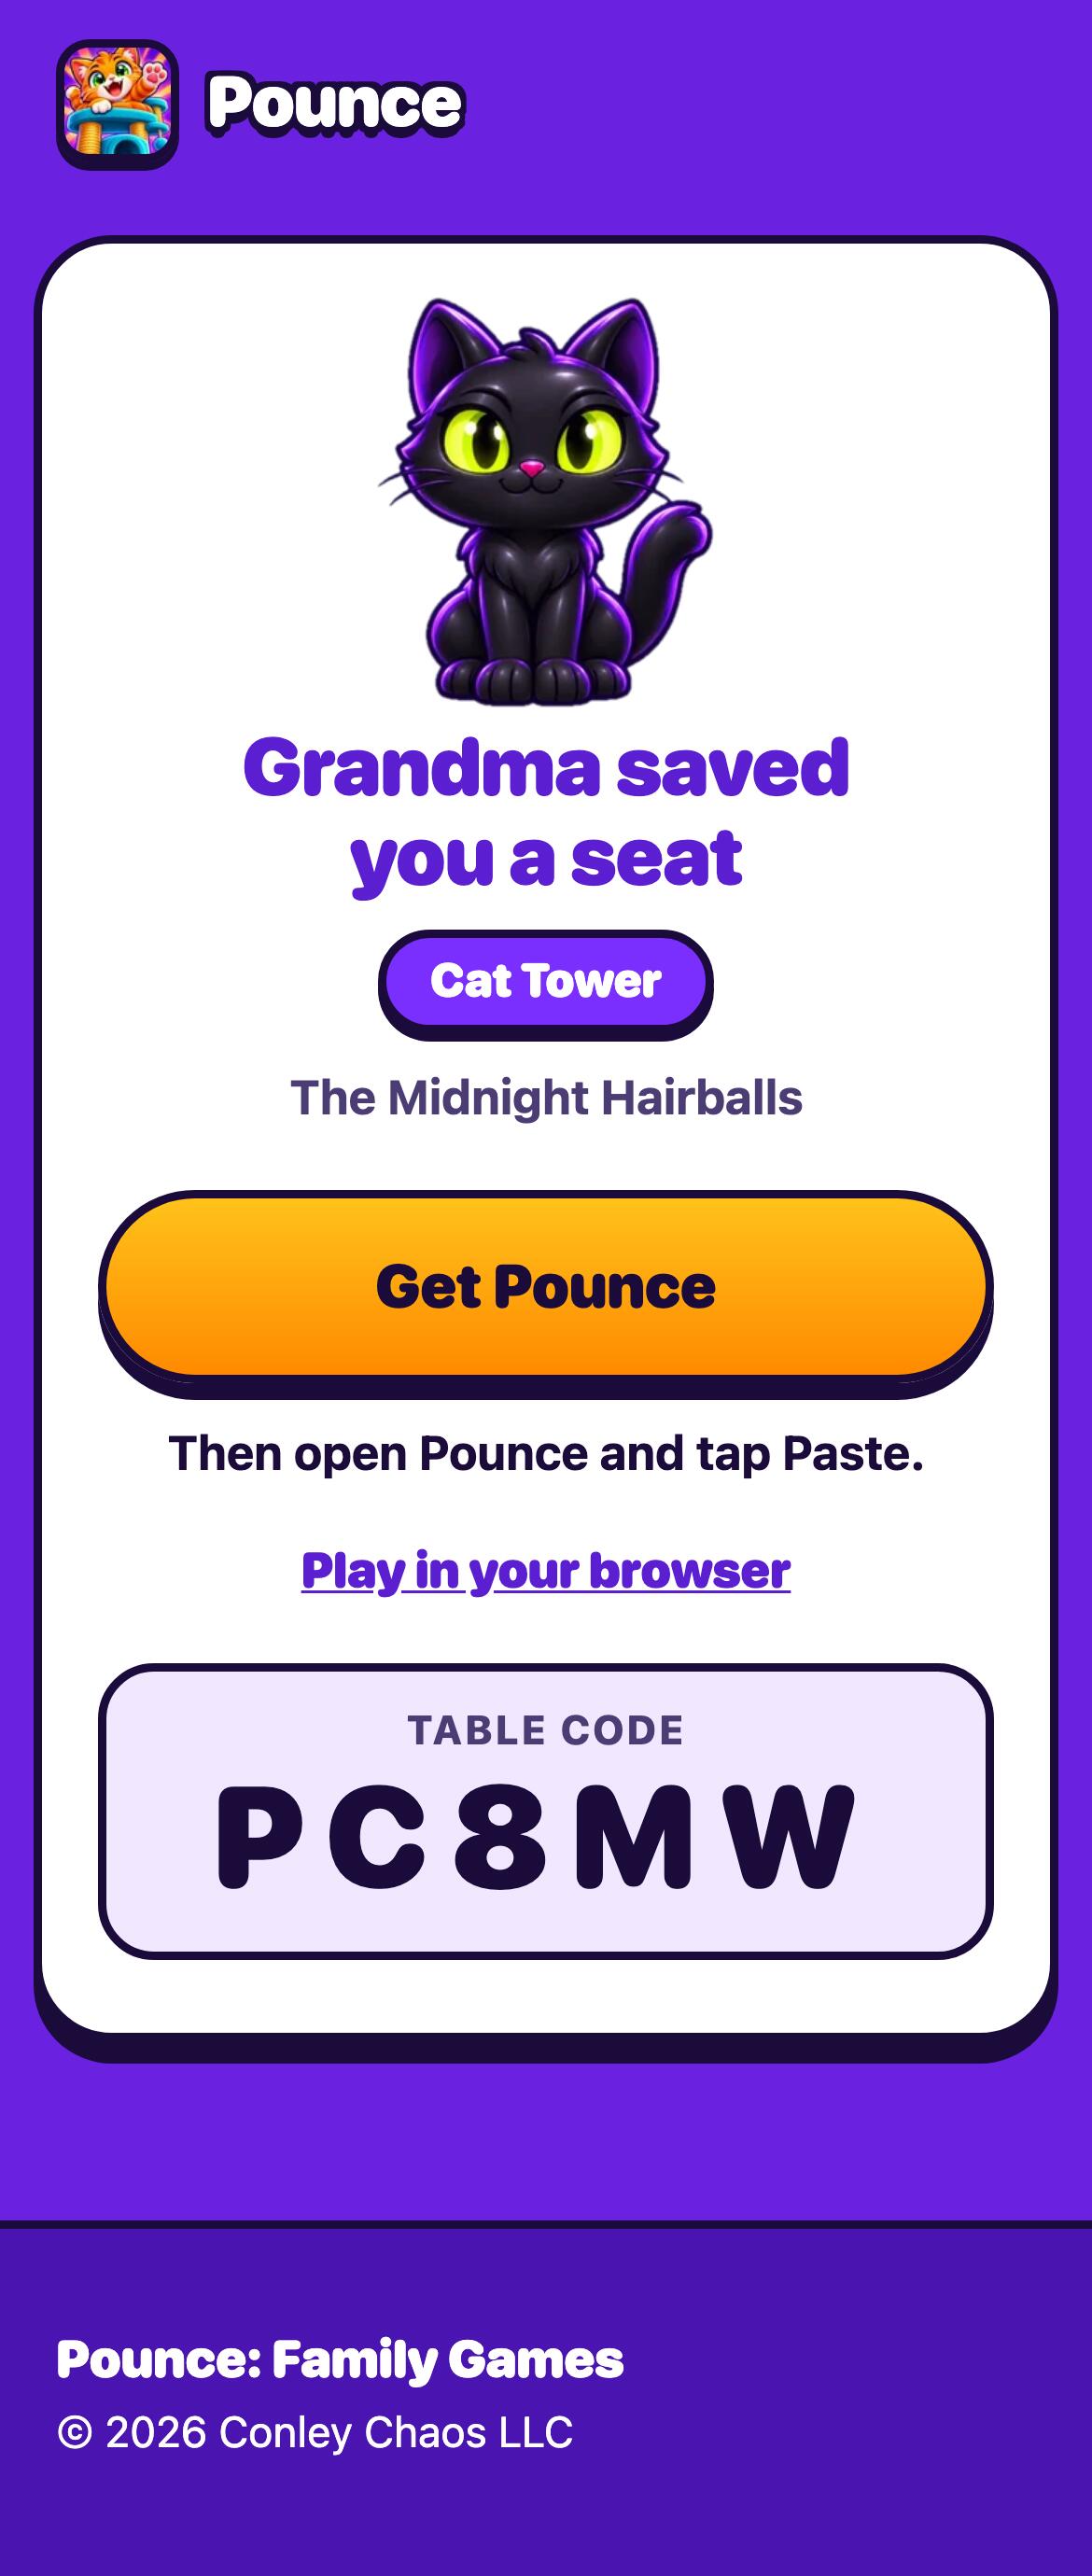 Pounce
Grandma saved
you a seat
Cat Tower
The Midnight Hairballs
Get Pounce
Then open Pounce and tap Paste.
Play in your browser
TABLE CODE
PC8MW
Pounce: Family Games
© 2026 Conley Chaos LLC